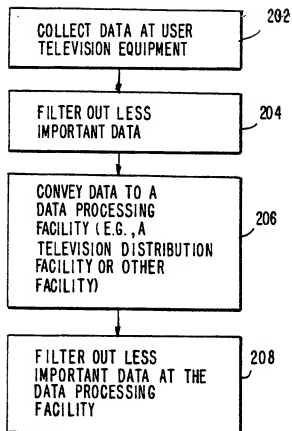 202
COLLECT DATA AT USER
TELEVISION EQUIPMENT
204
FILTER OUT LESS
IMPORTANT DATA
206
CONVEY DATA TO A
DATA PROCESSING
FACILITY (E.G., A
TELEVISION DISTRIBUTION
FACILITY OR OTHER
FACILITY)
208
FILTER OUT LESS
IMPORTANT DATA AT THE
DATA PROCESSING
FACILITY